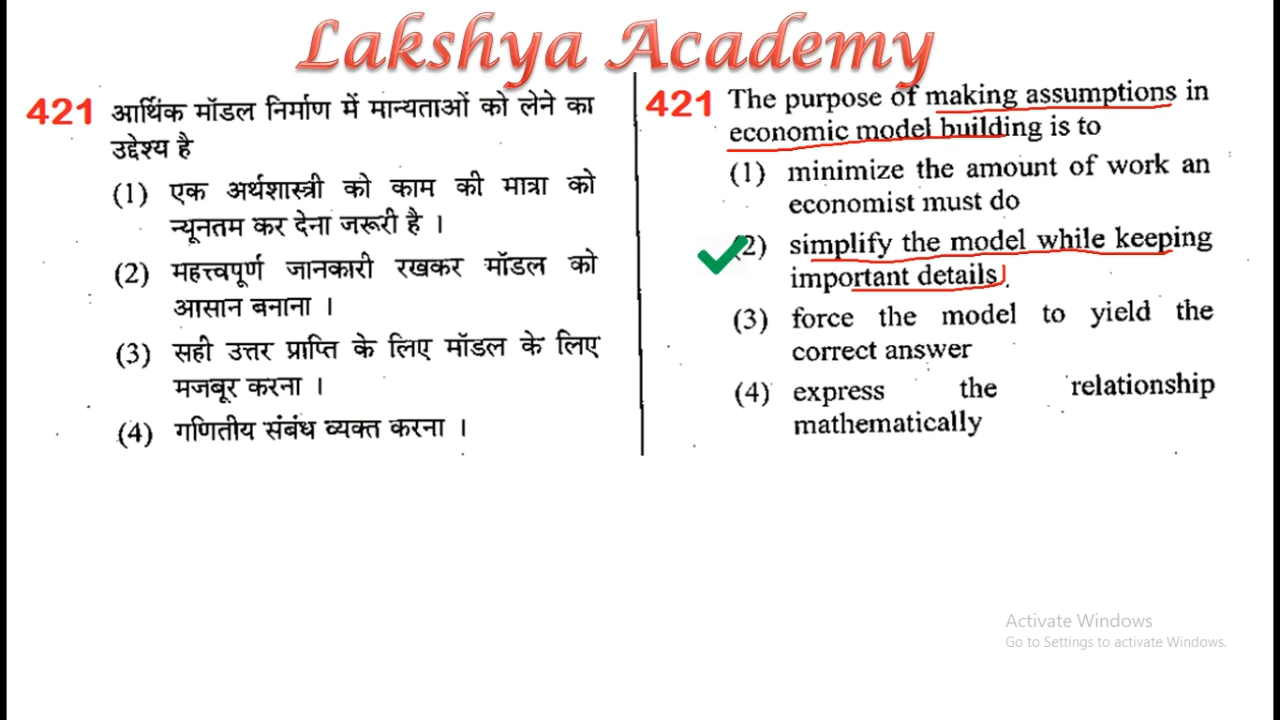 Lakshya Academy
421 आर्थिक मॉडल निर्माण में मान्यताओं को लेने का
उद्देश्य है
(1) एक अर्थशास्त्री को काम की मात्रा को
न्यूनतम कर देना जरूरी है ।
(2) महत्त्वपूर्ण जानकारी रखकर मॉडल को
आसान बनाना ।
(3) सही उत्तर प्राप्ति के लिए मॉडल के लिए
मजबूर करना ।
(4) गणितीय संबंध व्यक्त करना ।
421 The purpose of making assumptions in
economic model building is to
(1) minimize the amount of work an
economist must do
(2) simplify the model while keeping
important details.
(3) force the model to yield the
correct answer
(4) express the relationship
mathematically
Activate Windows
Go to Settings to activate Windows.